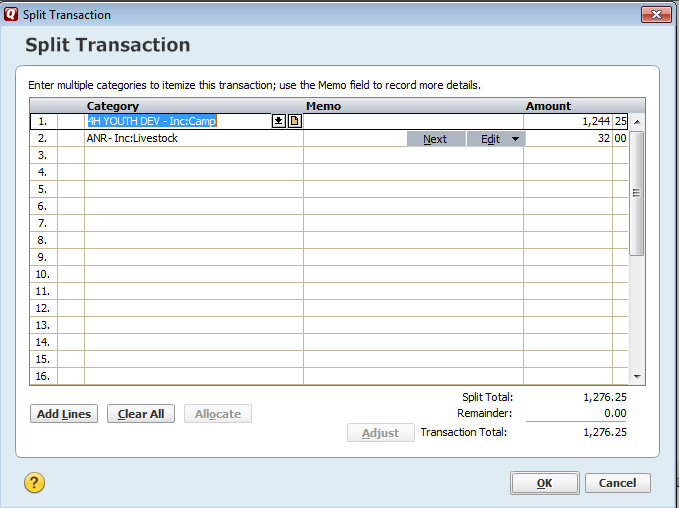 Split Transaction
Split Transaction
Enter multiple categories to itemize this transaction; use the Memo field to record more details.
Category Memo Amount
1. 4H YOUTH DEV - Inc:Camp 1,244 25
2. ANR- Inc:Livestock Next Edit 32 00
3.
4.
5.
6.
7.
8.
9.
10.
11.
12.
13.
14.
15.
16.
Split Total: 1,276.25
Add Lines Clear All Allocate Remainder: 0.00
Adjust Transaction Total: 1,276.25
? OK Cancel